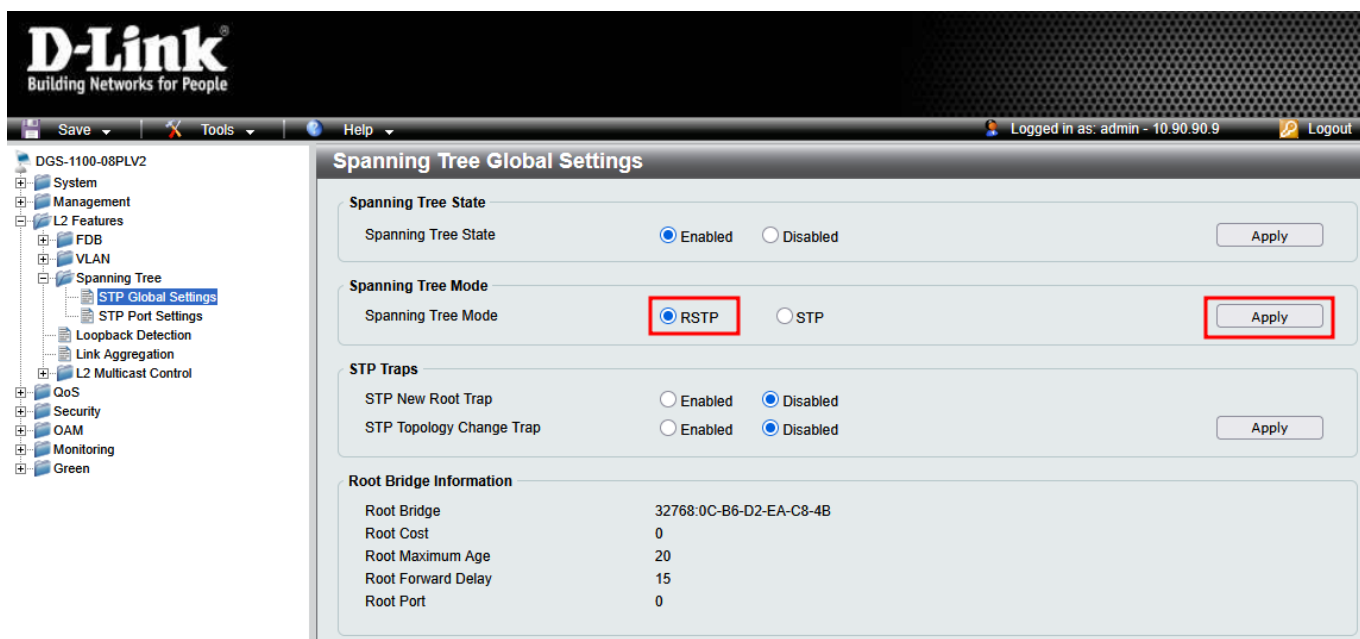 D-Link®
Building Networks for People
Save Tools Help Logged in as: admin - 10.90.90.9 Logout
DGS-1100-08PLV2
System
Management
L2 Features
FDB
VLAN
Spanning Tree
STP Global Settings
STP Port Settings
Loopback Detection
Link Aggregation
L2 Multicast Control
QoS
Security
OAM
Monitoring
Green
Spanning Tree Global Settings
Spanning Tree State
Spanning Tree State Enabled Disabled Apply
Spanning Tree Mode
Spanning Tree Mode RSTP STP Apply
STP Traps
STP New Root Trap Enabled Disabled
STP Topology Change Trap Enabled Disabled Apply
Root Bridge Information
Root Bridge 32768:0C-B6-D2-EA-C8-4B
Root Cost 0
Root Maximum Age 20
Root Forward Delay 15
Root Port 0